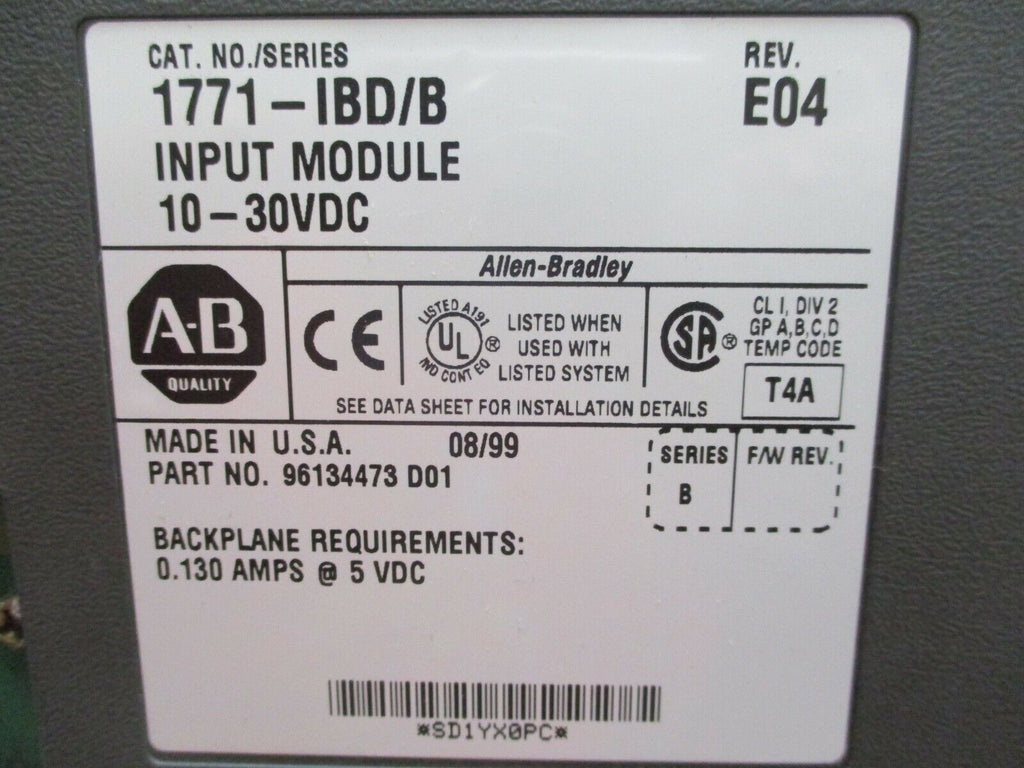 CAT. NO./SERIES
1771-IBD/B
INPUT MODULE
10-30VDC
REV.
E04
Allen-Bradley
A-B
QUALITY
CE
LISTED A191
UL ®
IND CONT EQ
LISTED WHEN
USED WITH
LISTED SYSTEM
SA ®
CL I, DIV 2
GP A,B,C,D
TEMP CODE
T4A
SEE DATA SHEET FOR INSTALLATION DETAILS
MADE IN U.S.A. 08/99
PART NO. 96134473 D01
SERIES
B
F/W REV.
BACKPLANE REQUIREMENTS:
0.130 AMPS @ 5 VDC
*SD1YX0PC*